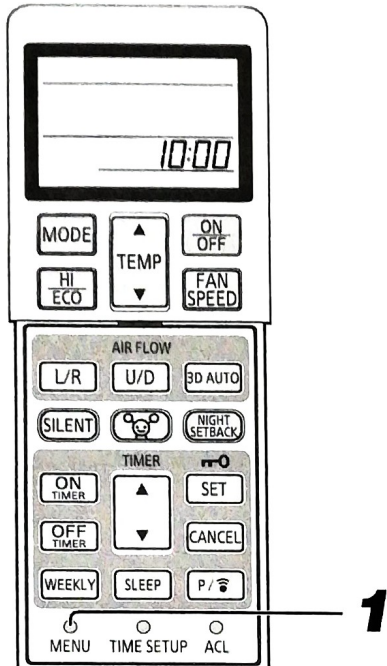 10:00
MODE ▲ ON
OFF
TEMP
HI
ECO ▼ FAN
SPEED
AIR FLOW
L/R U/D 3D AUTO
SILENT NIGHT
SETBACK
TIMER
ON
TIMER ▲ SET
OFF
TIMER ▼ CANCEL
WEEKLY SLEEP P/
1
MENU TIME SETUP ACL